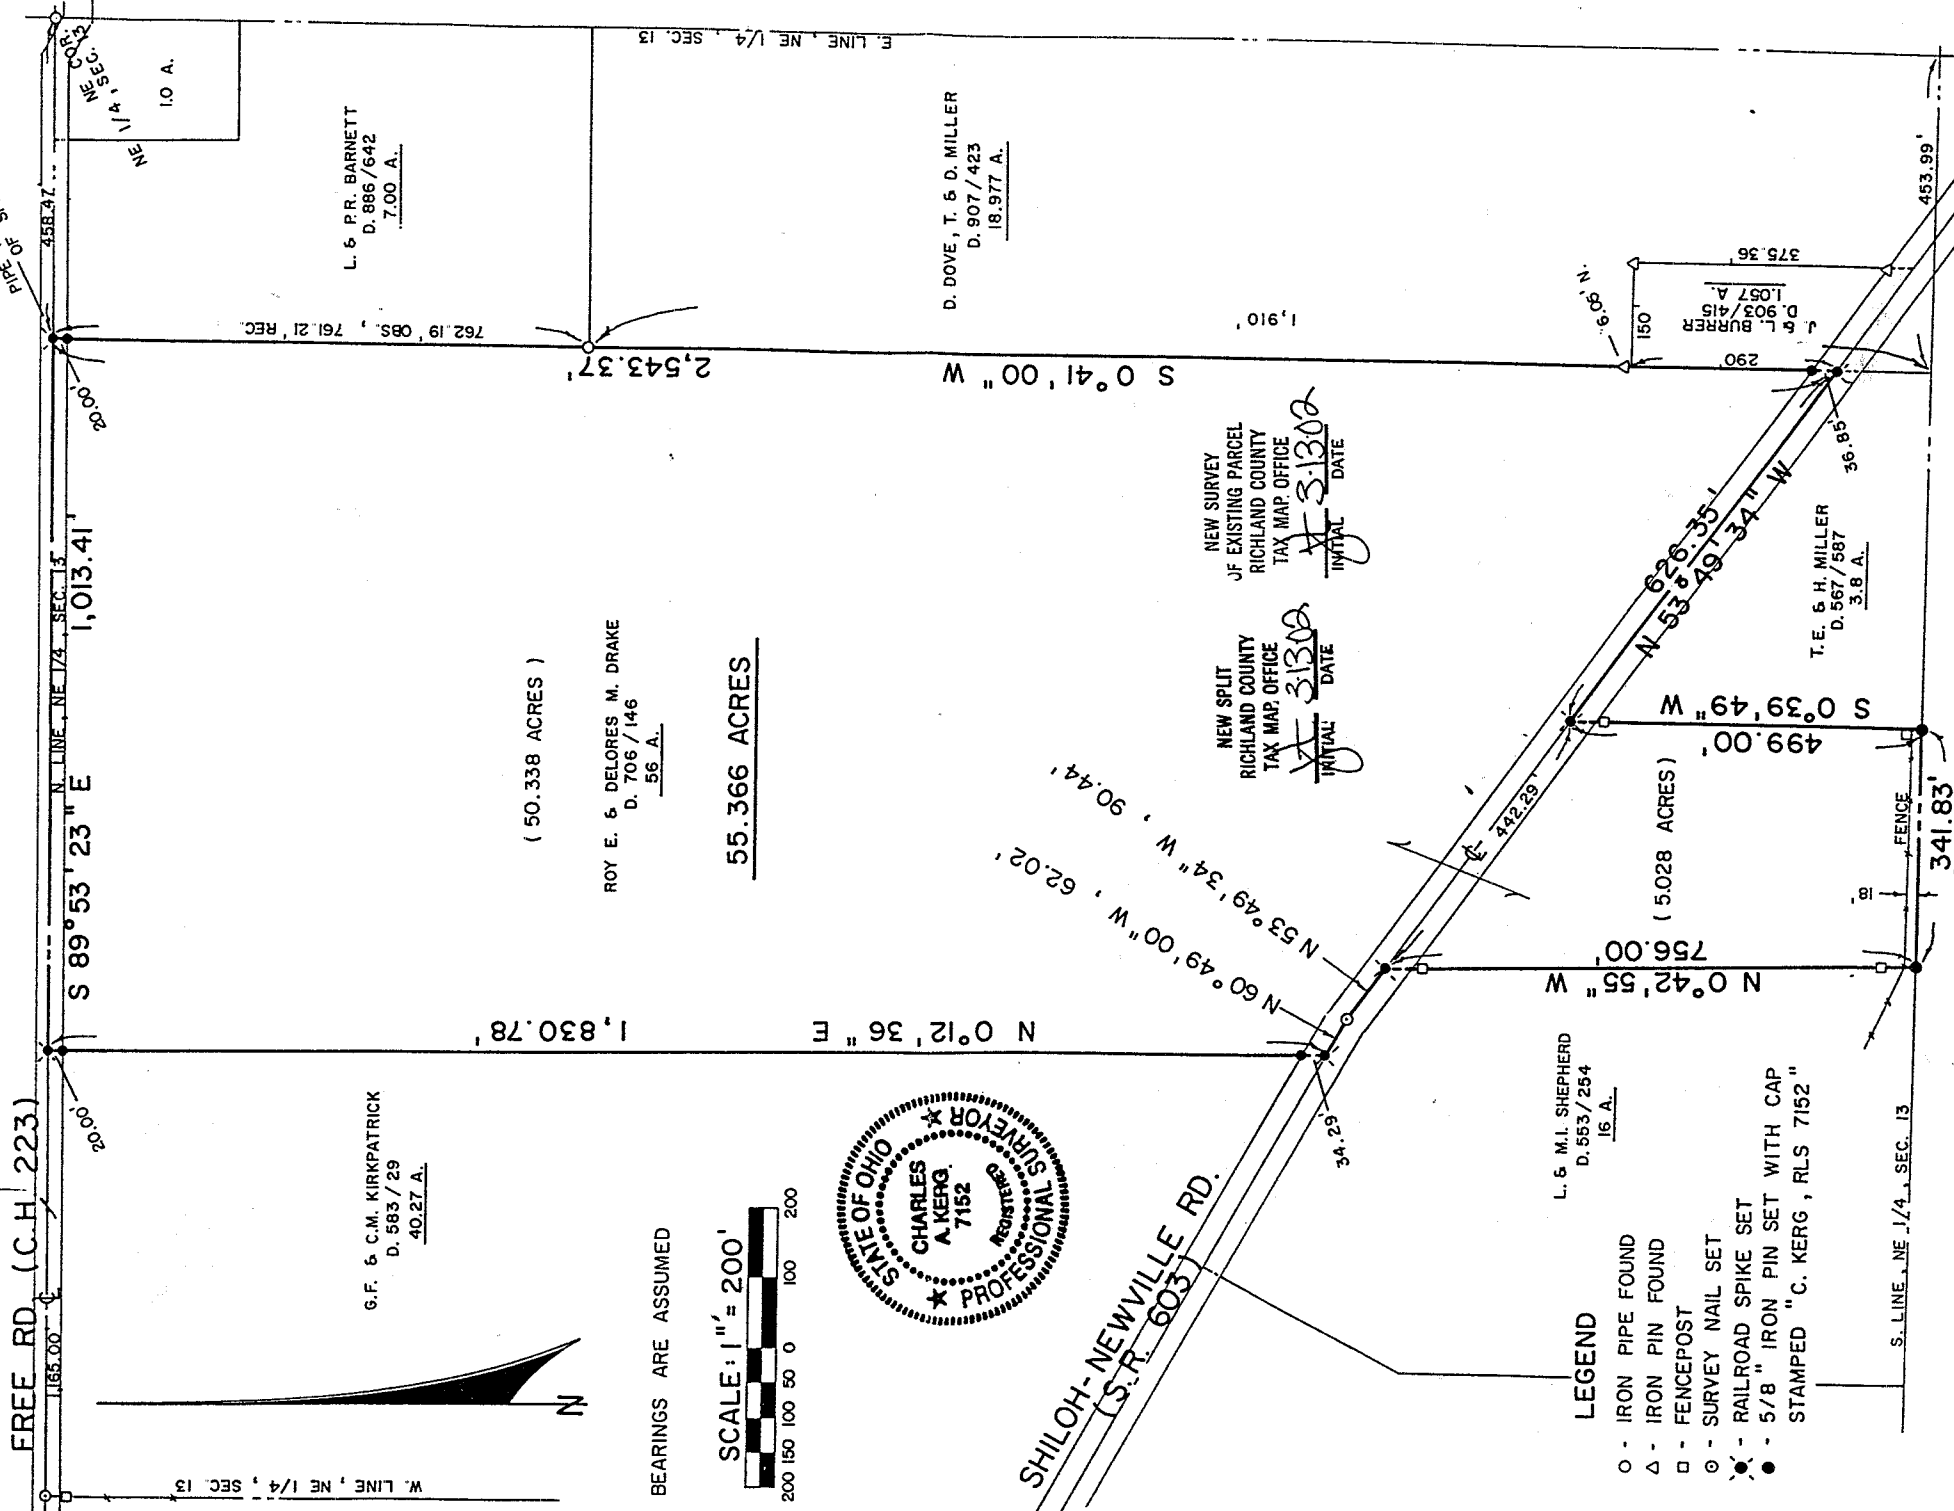 FREE RD (C.H. 223)
1,165.00'
S 89° 53' 23" E
1,013.41'
N. LINE, NE 1/4, SEC. 13
458.47'
PIPE OF
NE COR.
NE 1/4, SEC. 13
1.0 A.
20.00'
20.00'
W. LINE, NE 1/4, SEC. 13
E. LINE, NE 1/4, SEC. 13
G.F. & C.M. KIRKPATRICK
D. 583/29
40.27 A.
L. & P.R. BARNETT
D. 886/642
7.00 A.
762.19' OBS., 761.21' REC.
2,543.37'
S 0°41'00" W
D. DOVE, T. & D. MILLER
D. 907/423
18.977 A.
1,910'
(50.338 ACRES)
ROY E. & DELORES M. DRAKE
D. 706/146
56 A.
55.366 ACRES
N 0°12'36" E
1,830.78'
N
BEARINGS ARE ASSUMED
SCALE: 1" = 200'
200 150 100 50 0 100 200
STATE OF OHIO
CHARLES
A. KERG
7152
REGISTERED
PROFESSIONAL SURVEYOR
NEW SPLIT
RICHLAND COUNTY
TAX MAP OFFICE
3-13-02
INITIAL DATE
NEW SURVEY
OF EXISTING PARCEL
RICHLAND COUNTY
TAX MAP OFFICE
3-13-02
INITIAL DATE
N 60°49'00" W, 62.02'
N 53°49'34" W, 90.44'
SHILOH-NEWVILLE RD.
(S.R. 603)
34.29'
442.29'
626.35'
N 53°49'34" W
36.85'
6.06' N.
150'
290'
375.36'
J. & L. BURRER
D. 903/415
1.057 A.
453.99'
T.E. & H. MILLER
D. 567/587
3.8 A.
S 0°39'49" W
499.00'
(5.028 ACRES)
756.00'
N 0°42'55" W
18'
FENCE
341.83'
L. & M.I. SHEPHERD
D. 553/254
16 A.
S. LINE, NE 1/4, SEC. 13
LEGEND
- IRON PIPE FOUND
- IRON PIN FOUND
- FENCEPOST
- SURVEY NAIL SET
- RAILROAD SPIKE SET
- 5/8" IRON PIN SET WITH CAP
STAMPED "C. KERG, RLS 7152"